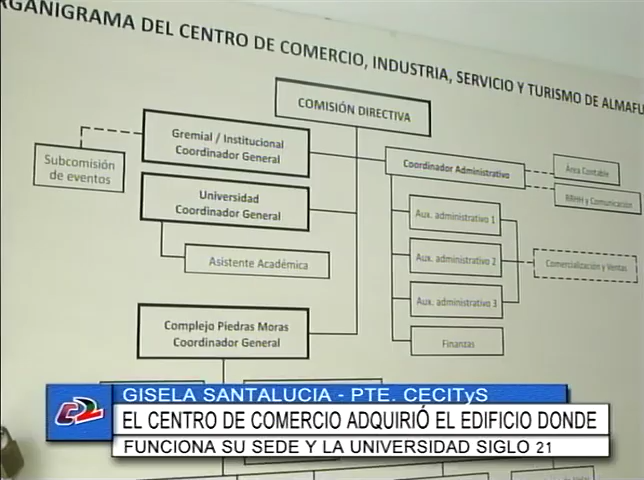 RGANIGRAMA DEL CENTRO DE COMERCIO, INDUSTRIA, SERVICIO Y TURISMO DE ALMAFU
COMISIÓN DIRECTIVA
Gremial / Institucional
Coordinador General
Subcomisión
de eventos
Coordinador Administrativo
Área Contable
RRHH y Comunicación
Universidad
Coordinador General
Aux. administrativo 1
Asistente Académica
Aux. administrativo 2
Comercialización y Ventas
Aux. administrativo 3
Complejo Piedras Moras
Coordinador General
Finanzas
GISELA SANTALUCIA - PTE. CECITyS
C2
EL CENTRO DE COMERCIO ADQUIRIÓ EL EDIFICIO DONDE
FUNCIONA SU SEDE Y LA UNIVERSIDAD SIGLO 21